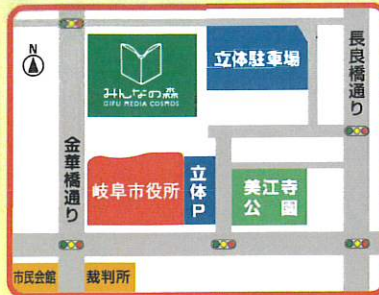 N
みんなの森
GIFU MEDIA COSMOS
立体駐車場
長良橋通り
金華橋通り
岐阜市役所
立体P
美江寺
公園
市民会館
裁判所